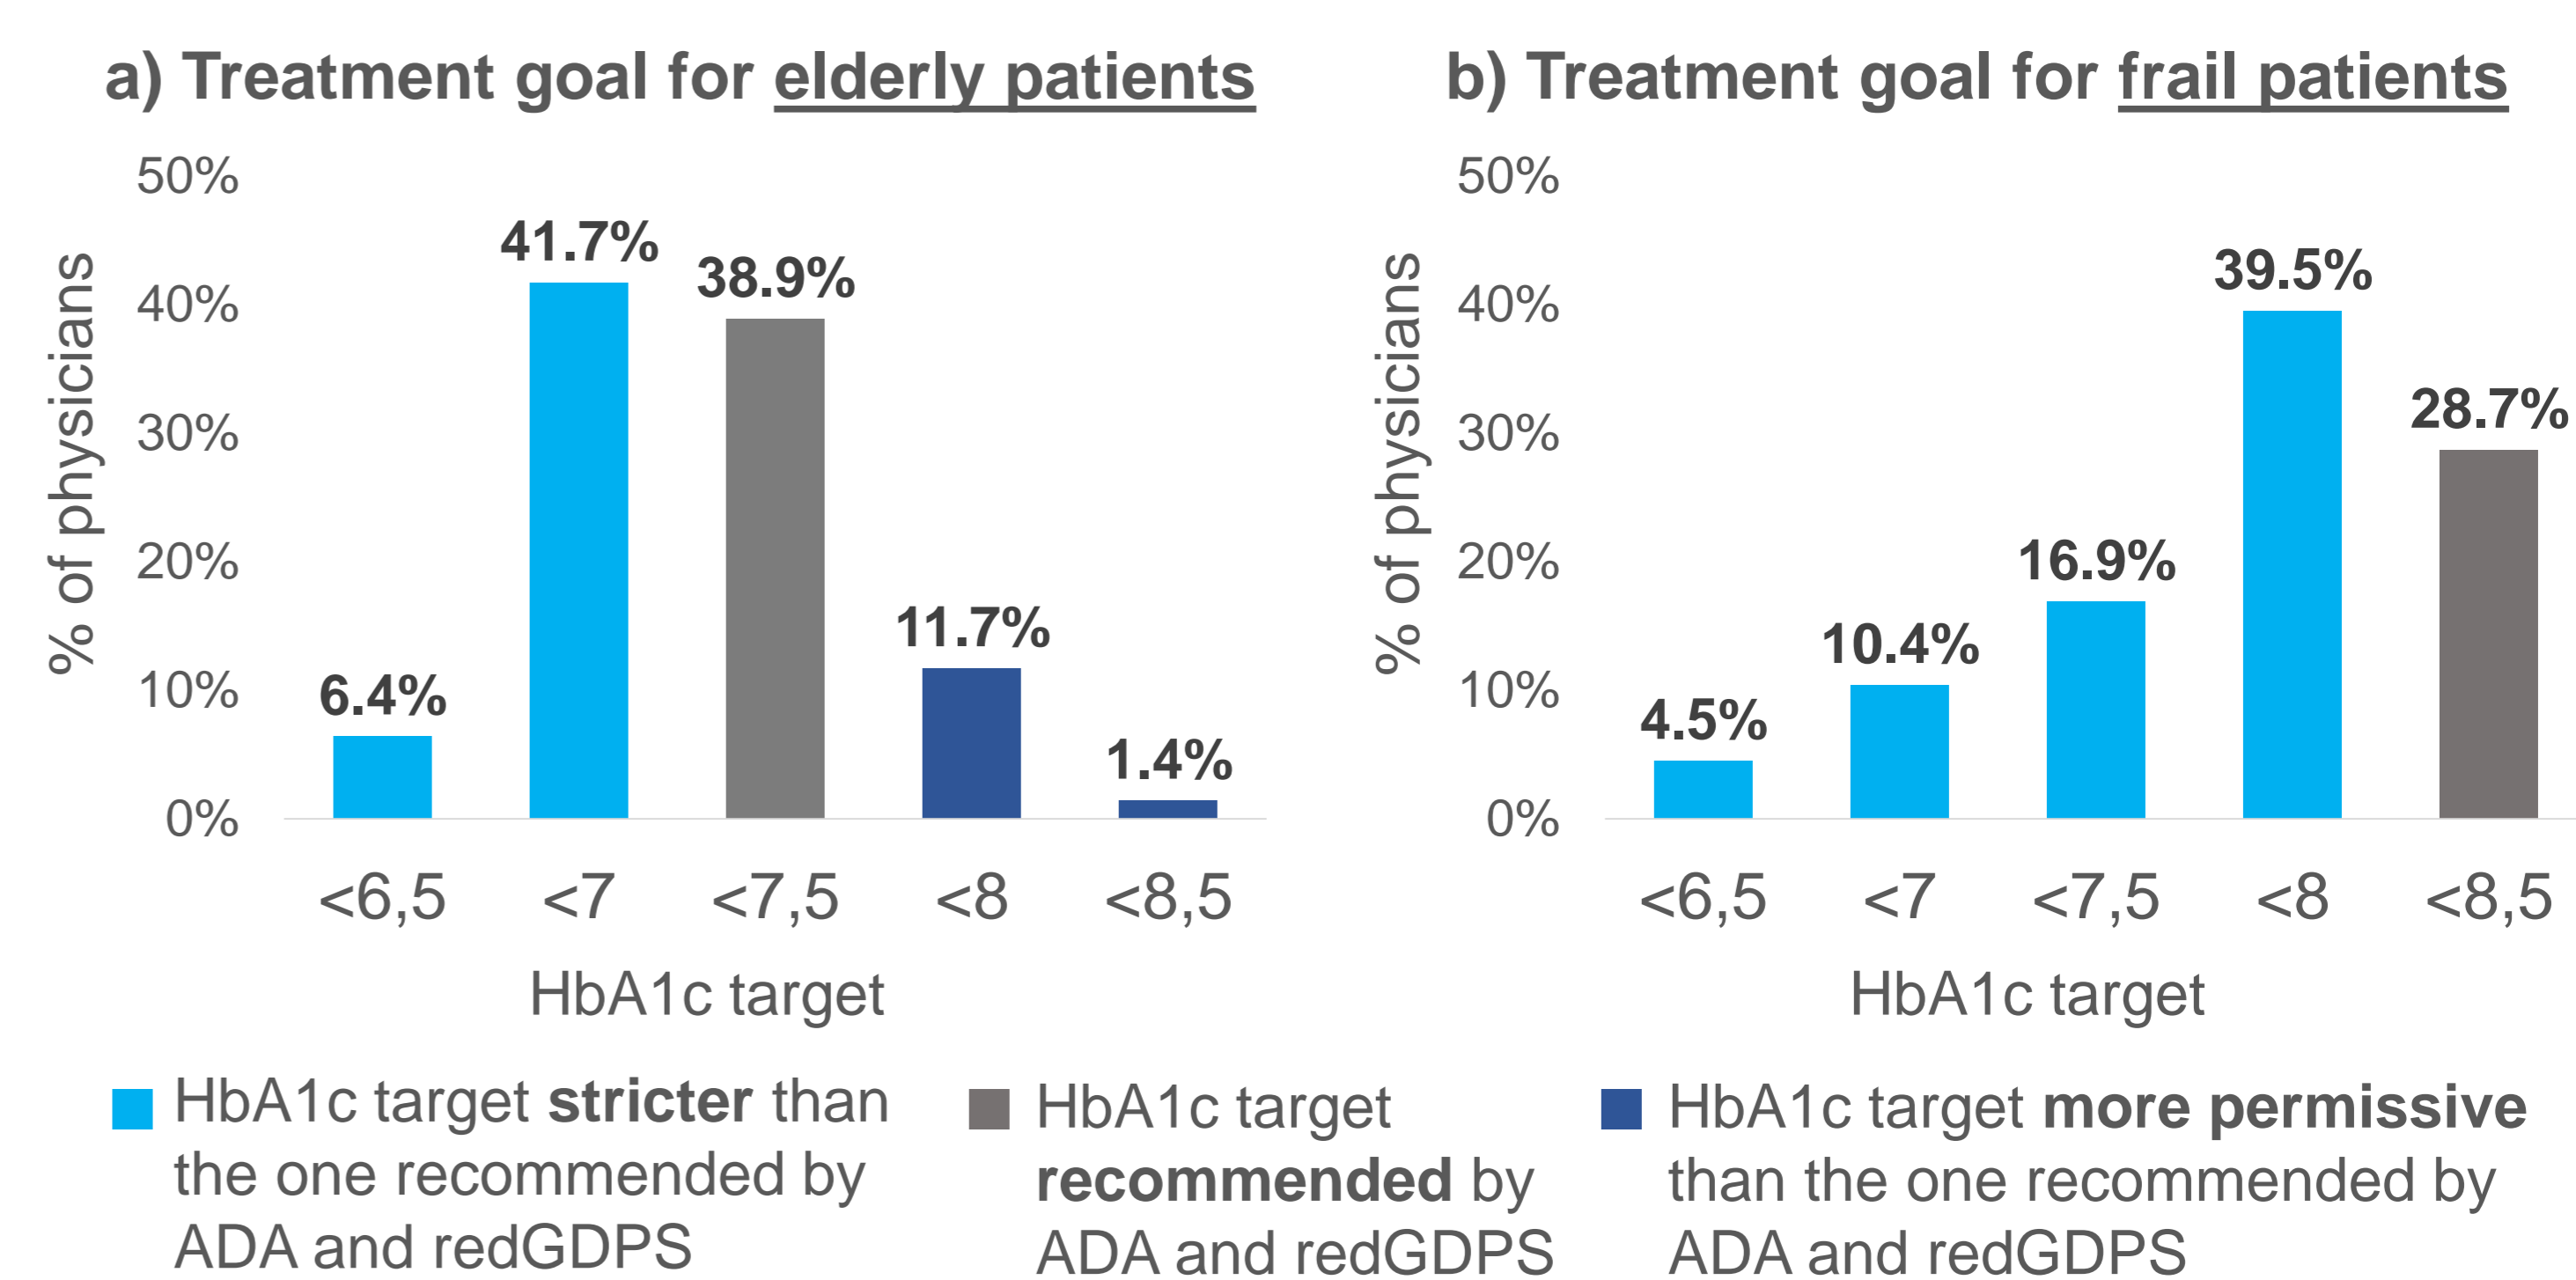 a) Treatment goal for elderly patients
50%
40%
30%
20%
10%
0%
% of physicians
6.4%
41.7%
38.9%
11.7%
1.4%
<6,5 <7 <7,5 <8 <8,5
HbA1c target
b) Treatment goal for frail patients
50%
40%
30%
20%
10%
0%
% of physicians
4.5%
10.4%
16.9%
39.5%
28.7%
<6,5 <7 <7,5 <8 <8,5
HbA1c target
HbA1c target stricter than
the one recommended by
ADA and redGDPS
HbA1c target
recommended by
ADA and redGDPS
HbA1c target more permissive
than the one recommended by
ADA and redGDPS